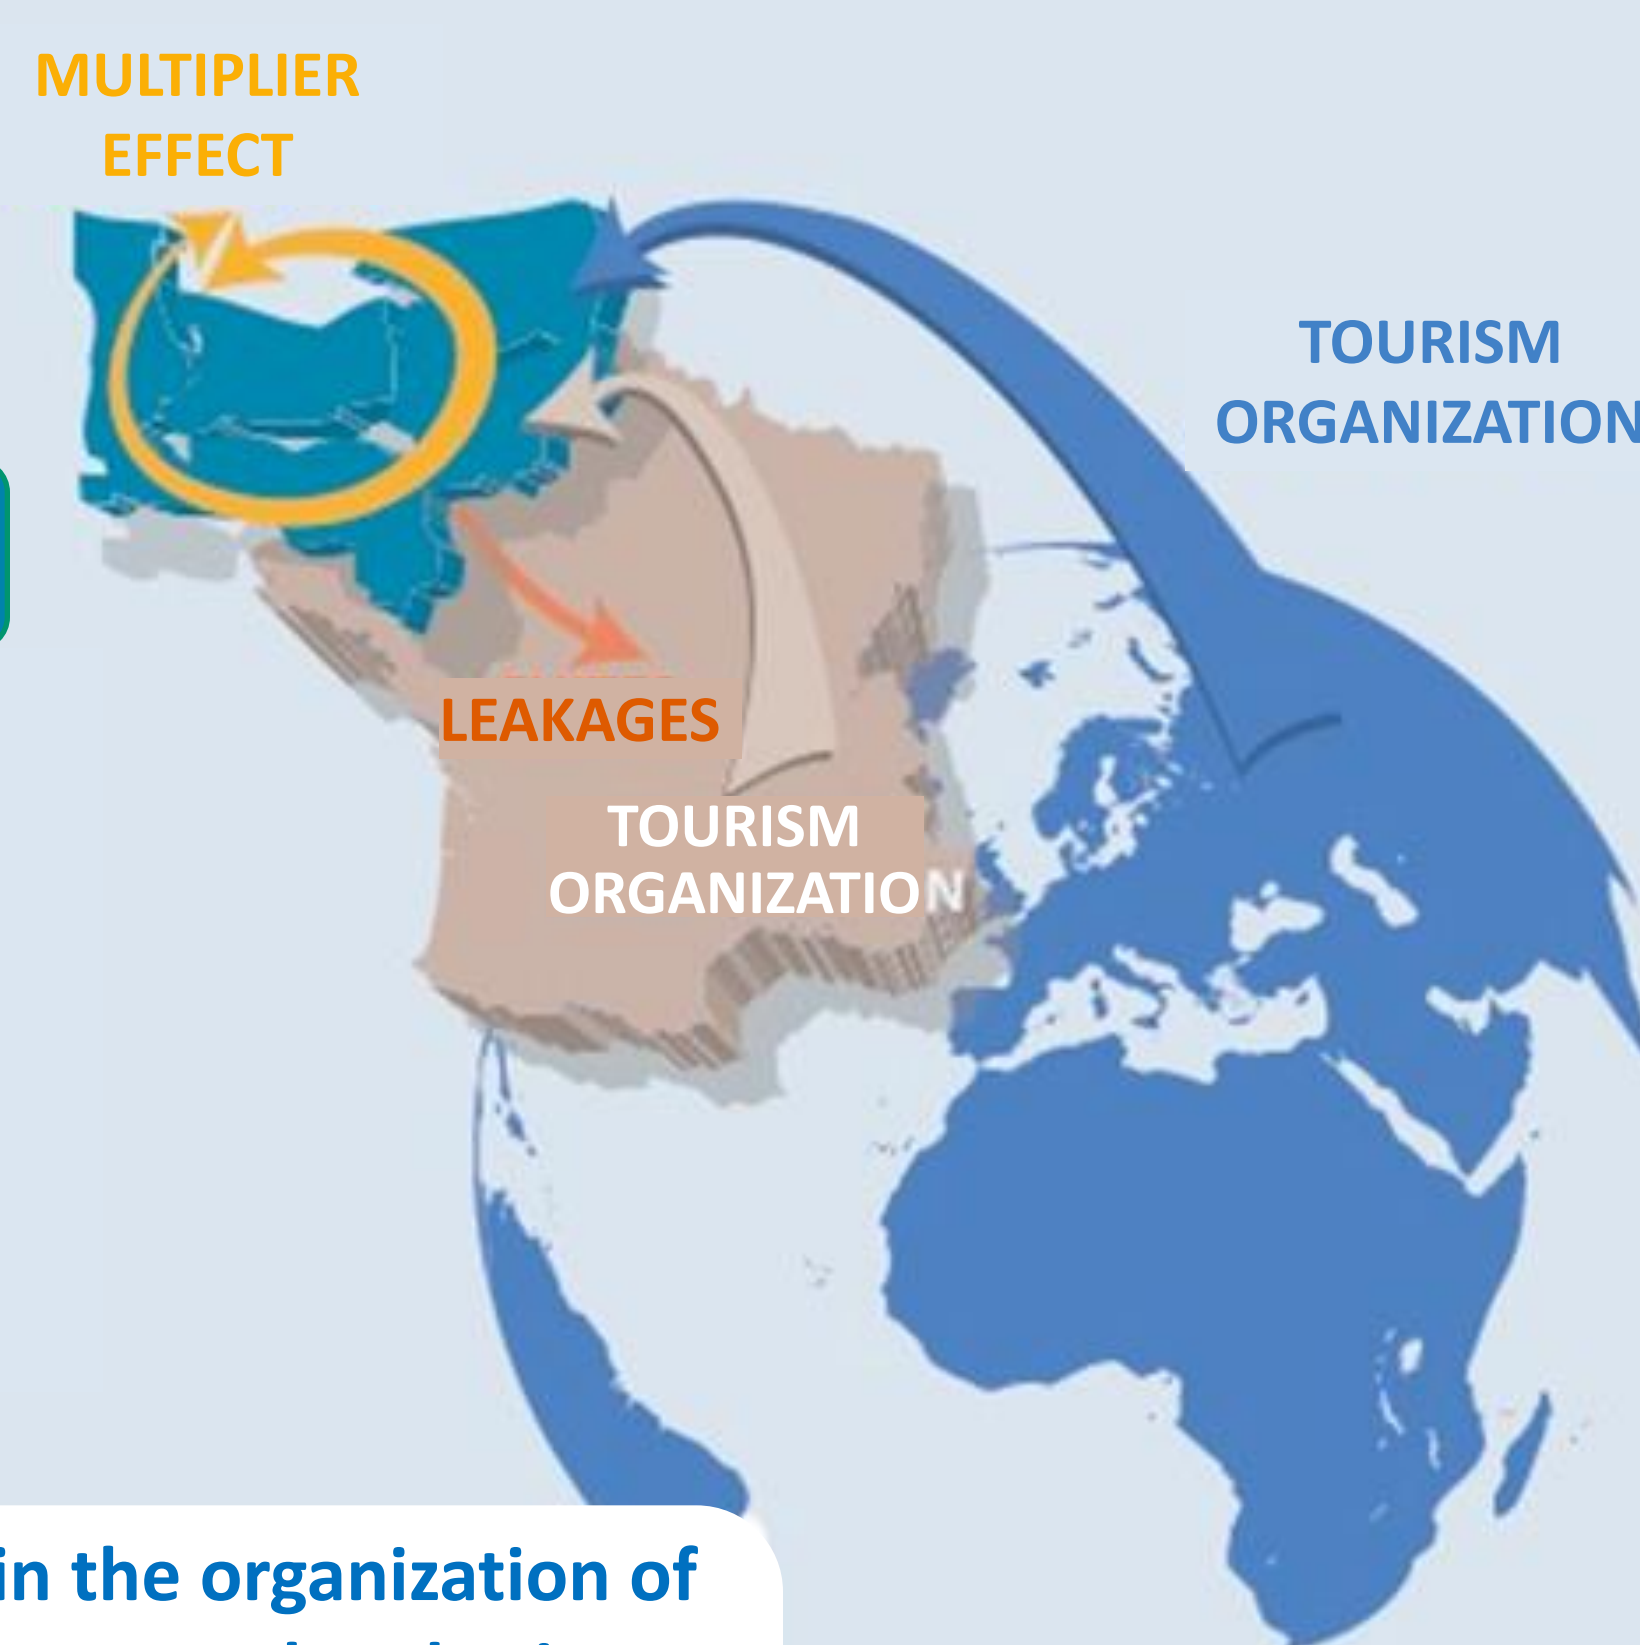 MULTIPLIER
EFFECT
TOURISM
ORGANIZATION
LEAKAGES
TOURISM
ORGANIZATION
in the organization of